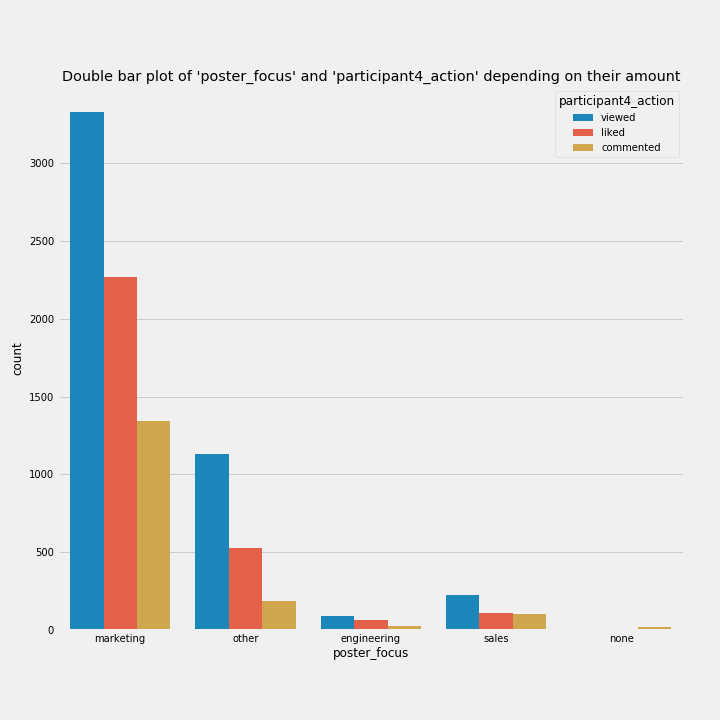 Double bar plot of 'poster_focus' and 'participant4_action' depending on their amount
participant4_action
viewed
liked
commented
3000
2500
2000
1500
1000
500
0
count
marketing other engineering sales none
poster_focus